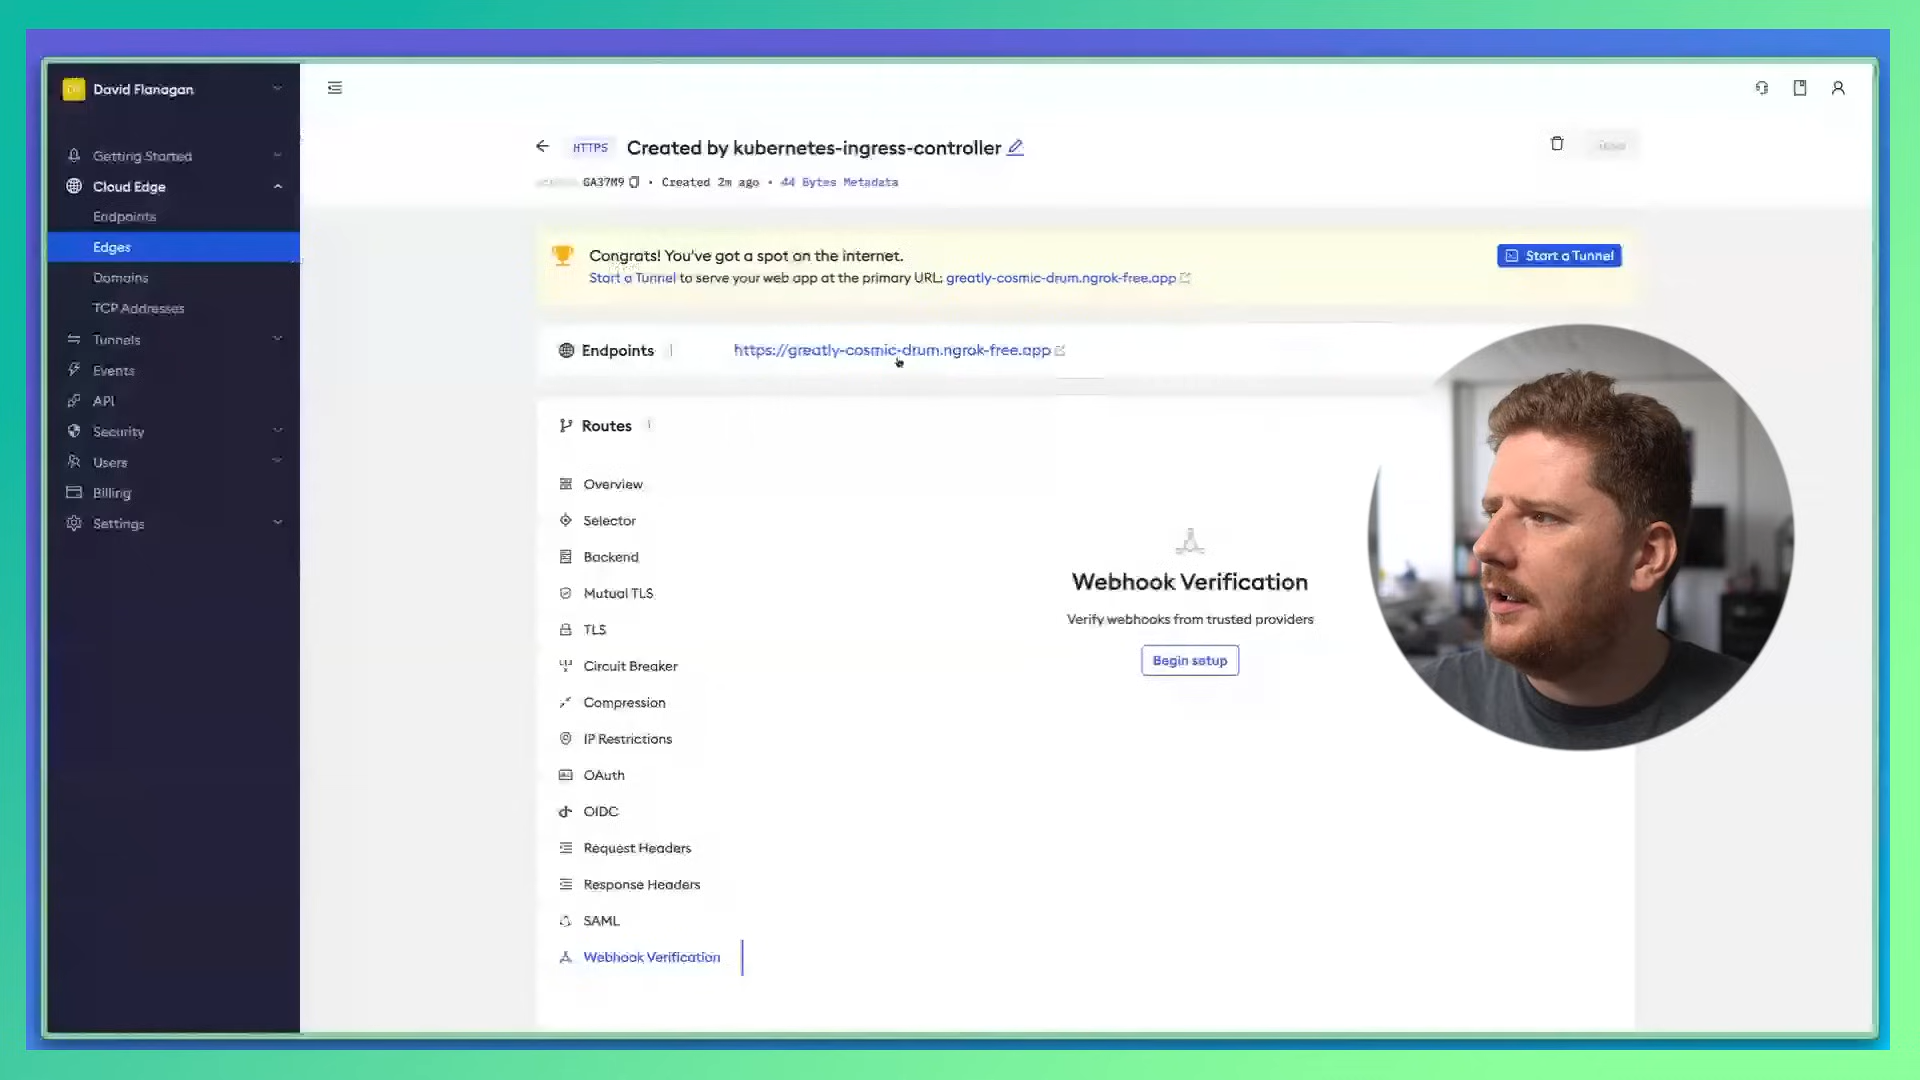 David Flanagan
Getting Started
Cloud Edge
Endpoints
Edges
Domains
TCP Addresses
Tunnels
Events
API
Security
Users
Billing
Settings
HTTPS
Created by kubernetes-ingress-controller
GA37M9 • Created 2m ago • 44 Bytes Metadata
Congrats! You've got a spot on the internet.
Start a Tunnel to serve your web app at the primary URL: greatly-cosmic-drum.ngrok-free.app
Start a Tunnel
Endpoints
https://greatly-cosmic-drum.ngrok-free.app
Routes
Overview
Selector
Backend
Mutual TLS
TLS
Circuit Breaker
Compression
IP Restrictions
OAuth
OIDC
Request Headers
Response Headers
SAML
Webhook Verification
Webhook Verification
Verify webhooks from trusted providers
Begin setup